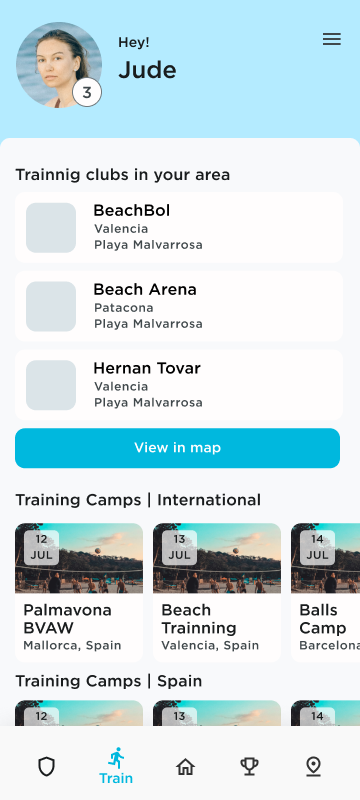 Hey!
Jude
3
Trainnig clubs in your area
BeachBol
Valencia
Playa Malvarrosa
Beach Arena
Patacona
Playa Malvarrosa
Hernan Tovar
Valencia
Playa Malvarrosa
View in map
Training Camps | International
12
JUL
13
JUL
14
JUL
Palmavona
BVAW
Mallorca, Spain
Beach
Trainning
Valencia, Spain
Balls
Camp
Barcelona
Training Camps | Spain
12
13
14
Train